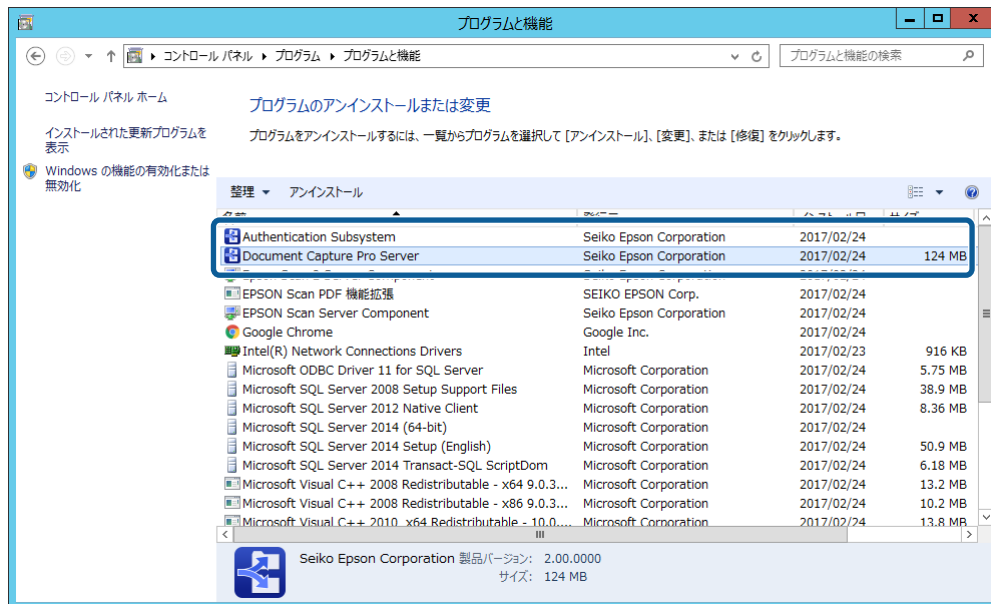 プログラムと機能
コントロール パネル プログラム プログラムと機能
プログラムと機能の検索
コントロール パネル ホーム
インストールされた更新プログラムを
表示
Windows の機能の有効化または
無効化
プログラムのアンインストールまたは変更
プログラムをアンインストールするには、一覧からプログラムを選択して [アンインストール]、[変更]、または [修復] をクリックします。
整理 アンインストール
Authentication Subsystem Seiko Epson Corporation 2017/02/24
Document Capture Pro Server Seiko Epson Corporation 2017/02/24 124 MB
EPSON Scan PDF 機能拡張 SEIKO EPSON Corp. 2017/02/24
EPSON Scan Server Component Seiko Epson Corporation 2017/02/24
Google Chrome Google Inc. 2017/02/24
Intel(R) Network Connections Drivers Intel 2017/02/23 916 KB
Microsoft ODBC Driver 11 for SQL Server Microsoft Corporation 2017/02/24 5.75 MB
Microsoft SQL Server 2008 Setup Support Files Microsoft Corporation 2017/02/24 38.9 MB
Microsoft SQL Server 2012 Native Client Microsoft Corporation 2017/02/24 8.36 MB
Microsoft SQL Server 2014 (64-bit) Microsoft Corporation 2017/02/24
Microsoft SQL Server 2014 Setup (English) Microsoft Corporation 2017/02/24 50.9 MB
Microsoft SQL Server 2014 Transact-SQL ScriptDom Microsoft Corporation 2017/02/24 6.18 MB
Microsoft Visual C++ 2008 Redistributable - x64 9.0.3... Microsoft Corporation 2017/02/24 13.2 MB
Microsoft Visual C++ 2008 Redistributable - x86 9.0.3... Microsoft Corporation 2017/02/24 10.2 MB
Microsoft Visual C++ 2010 x64 Redistributable - 10.0.... Microsoft Corporation 2017/02/24 13.8 MB
Seiko Epson Corporation 製品バージョン: 2.00.0000
サイズ: 124 MB